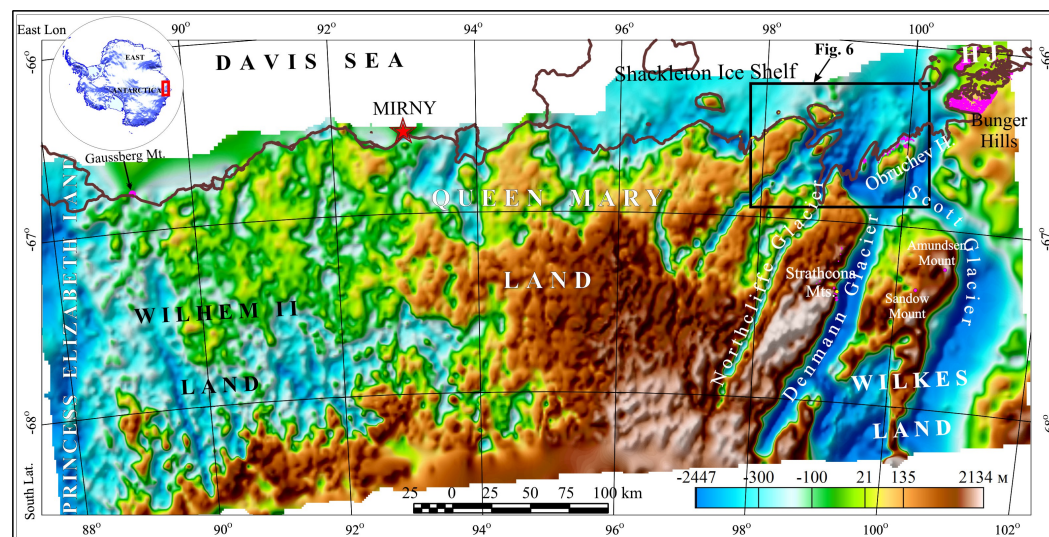 East Lon
90°
92°
94°
96°
98°
100°
-66°
-66°
DAVIS SEA
EAST
ANTARCTICA
Fig. 6
Shackleton Ice Shelf
H J
MIRNY
Bunger
Hills
Gaussberg Mt.
Obruchev H.
QUEEN MARY
LAND
Scott Glacier
-67°
-67°
Amundsen
Mount
Strathcona
Mts.
Sandow
Mount
Northcliffe Glacier
Denmann Glacier
WILHEM II
LAND
PRINCESS ELIZABETH LAND
WILKES
LAND
-68°
-68°
South Lat.
25 0 25 50 75 100 km
-2447 -300 -100 21 135 2134 м
88°
90°
92°
94°
96°
98°
100°
102°